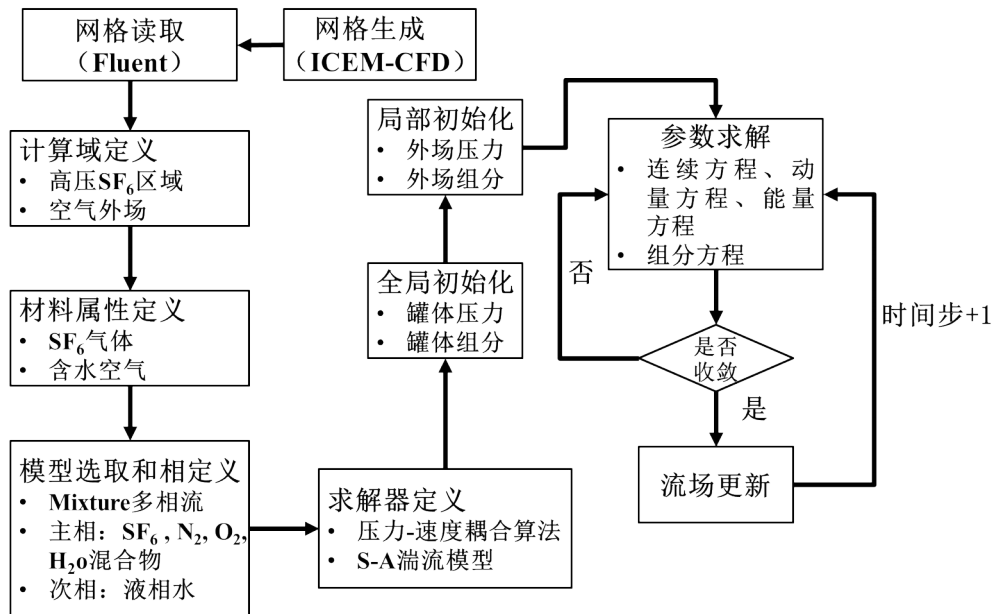 网格读取
（Fluent）
网格生成
（ICEM-CFD）
计算域定义
• 高压SF₆区域
• 空气外场
材料属性定义
• SF₆气体
• 含水空气
模型选取和相定义
• Mixture多相流
• 主相：SF₆ , N₂, O₂,
H₂o混合物
• 次相：液相水
求解器定义
• 压力-速度耦合算法
• S-A湍流模型
全局初始化
• 罐体压力
• 罐体组分
局部初始化
• 外场压力
• 外场组分
参数求解
• 连续方程、动
量方程、能量
方程
• 组分方程
否
是否
收敛
是
流场更新
时间步+1